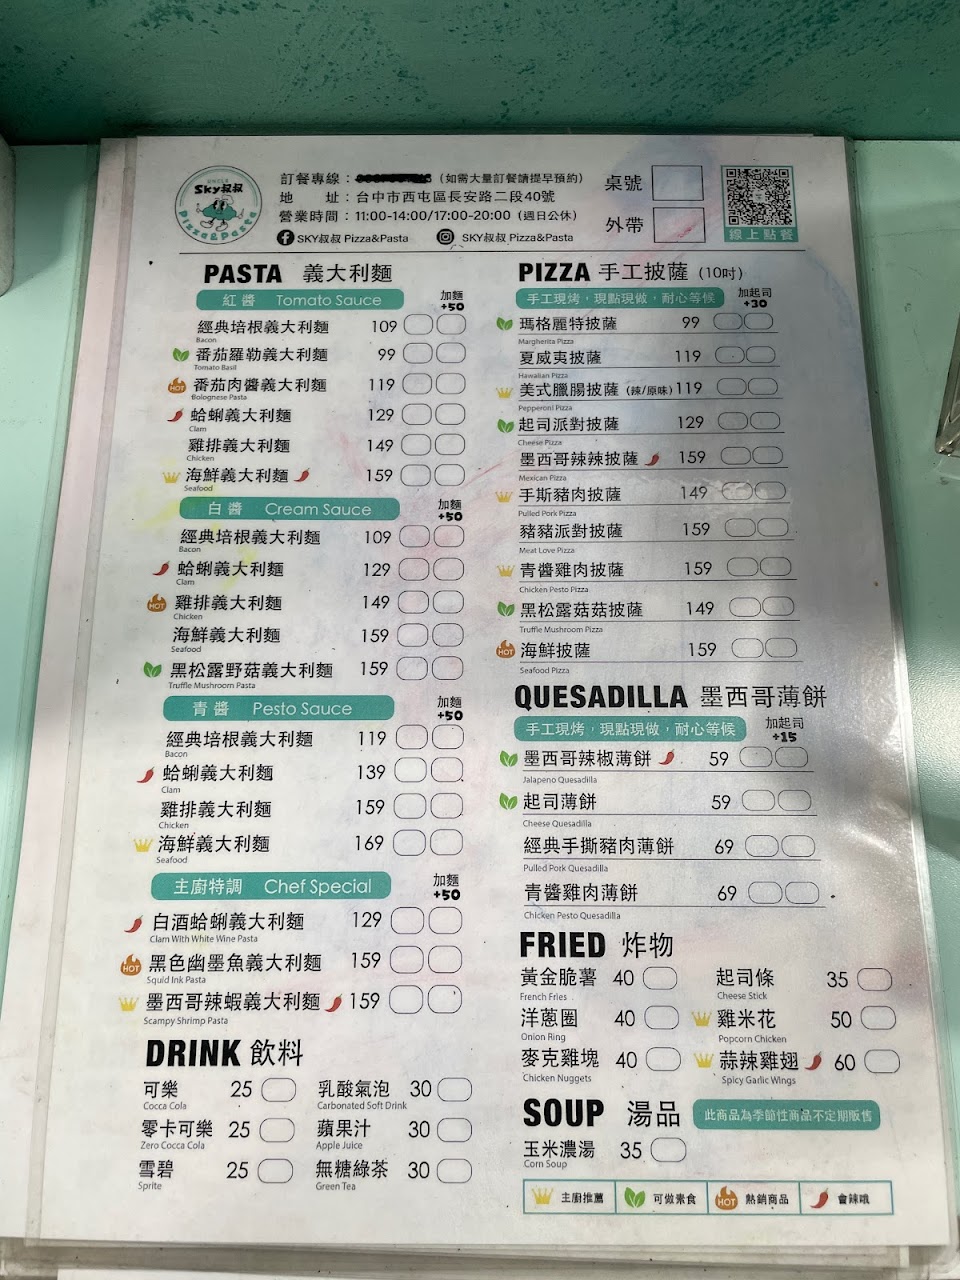 UNCLE
Sky叔叔
Pizza&Pasta
訂餐專線：
(如需大量訂餐請提早預約)
地 址：台中市西屯區長安路二段40號
營業時間：11:00-14:00/17:00-20:00（週日公休）
SKY叔叔 Pizza&Pasta SKY叔叔 Pizza&Pasta
桌號
外帶
線上點餐
PASTA 義大利麵
紅醬 Tomato Sauce 加麵 +50
經典培根義大利麵 109
Bacon
番茄羅勒義大利麵 99
Tomato Basil
HOT 番茄肉醬義大利麵 119
Bolognese Pasta
蛤蜊義大利麵 129
Clam
雞排義大利麵 149
Chicken
海鮮義大利麵 159
Seafood
白醬 Cream Sauce 加麵 +50
經典培根義大利麵 109
Bacon
蛤蜊義大利麵 129
Clam
HOT 雞排義大利麵 149
Chicken
海鮮義大利麵 159
Seafood
黑松露野菇義大利麵 159
Truffle Mushroom Pasta
青醬 Pesto Sauce 加麵 +50
經典培根義大利麵 119
Bacon
蛤蜊義大利麵 139
Clam
雞排義大利麵 159
Chicken
海鮮義大利麵 169
Seafood
主廚特調 Chef Special 加麵 +50
白酒蛤蜊義大利麵 129
Clam With White Wine Pasta
HOT 黑色幽墨魚義大利麵 159
Squid Ink Pasta
墨西哥辣蝦義大利麵 159
Scampy Shrimp Pasta
DRINK 飲料
可樂 25 乳酸氣泡 30
Cocca Cola Carbonated Soft Drink
零卡可樂 25 蘋果汁 30
Zero Cocca Cola Apple Juice
雪碧 25 無糖綠茶 30
Sprite Green Tea
PIZZA 手工披薩 (10吋)
手工現烤，現點現做，耐心等候 加起司 +30
瑪格麗特披薩 99
Margherita Pizza
夏威夷披薩 119
Hawaiian Pizza
美式臘腸披薩（辣/原味）119
Pepperoni Pizza
起司派對披薩 129
Cheese Pizza
墨西哥辣辣披薩 159
Mexican Pizza
手斯豬肉披薩 149
Pulled Pork Pizza
豬豬派對披薩 159
Meat Love Pizza
青醬雞肉披薩 159
Chicken Pesto Pizza
黑松露菇菇披薩 149
Truffle Mushroom Pizza
HOT 海鮮披薩 159
Seafood Pizza
QUESADILLA 墨西哥薄餅
手工現烤，現點現做，耐心等候 加起司 +15
墨西哥辣椒薄餅 59
Jalapeno Quesadilla
起司薄餅 59
Cheese Quesadilla
經典手撕豬肉薄餅 69
Pulled Pork Quesadilla
青醬雞肉薄餅 69
Chicken Pesto Quesadilla
FRIED 炸物
黃金脆薯 40 起司條 35
French Fries Cheese Stick
洋蔥圈 40 雞米花 50
Onion Ring Popcorn Chicken
麥克雞塊 40 蒜辣雞翅 60
Chicken Nuggets Spicy Garlic Wings
SOUP 湯品 此商品為季節性商品不定期販售
玉米濃湯 35
Corn Soup
主廚推薦 可做素食 HOT 熱銷商品 會辣哦